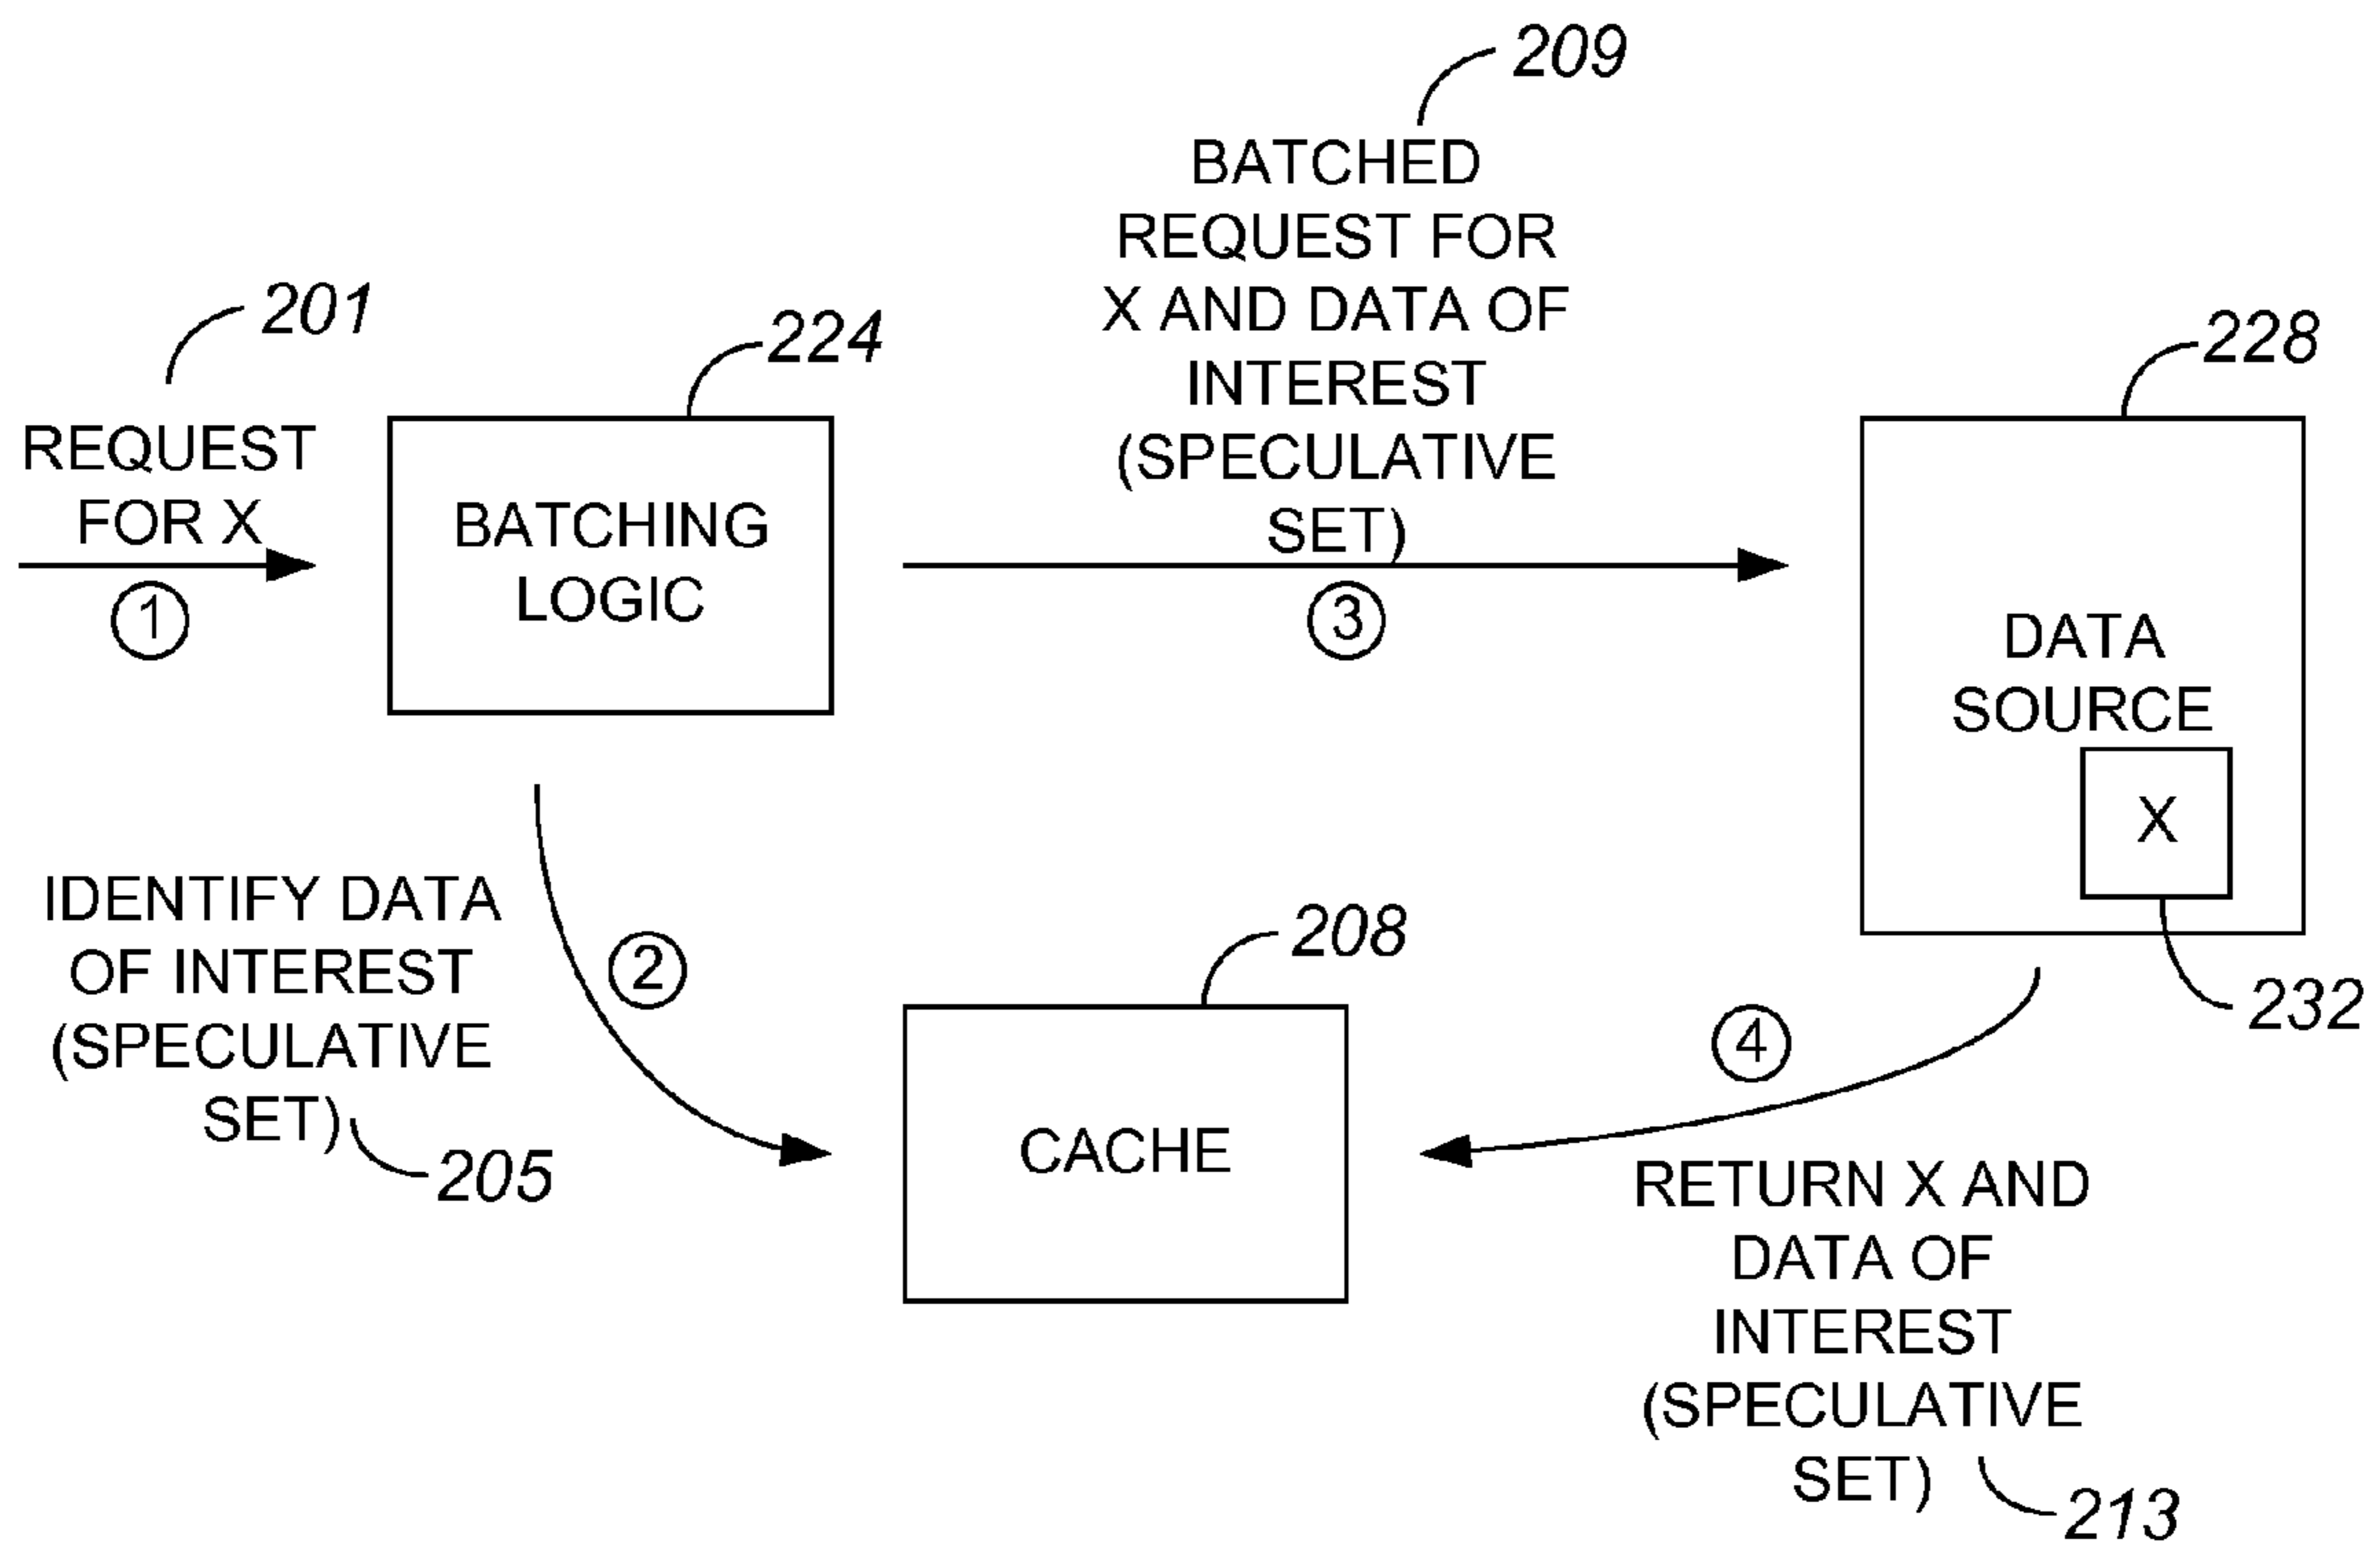 209
BATCHED
REQUEST FOR
X AND DATA OF
INTEREST
(SPECULATIVE
SET)
3
201
REQUEST
FOR X
1
224
BATCHING
LOGIC
228
DATA
SOURCE
X
232
IDENTIFY DATA
OF INTEREST
(SPECULATIVE
SET)
205
2
208
CACHE
4
RETURN X AND
DATA OF
INTEREST
(SPECULATIVE
SET)
213